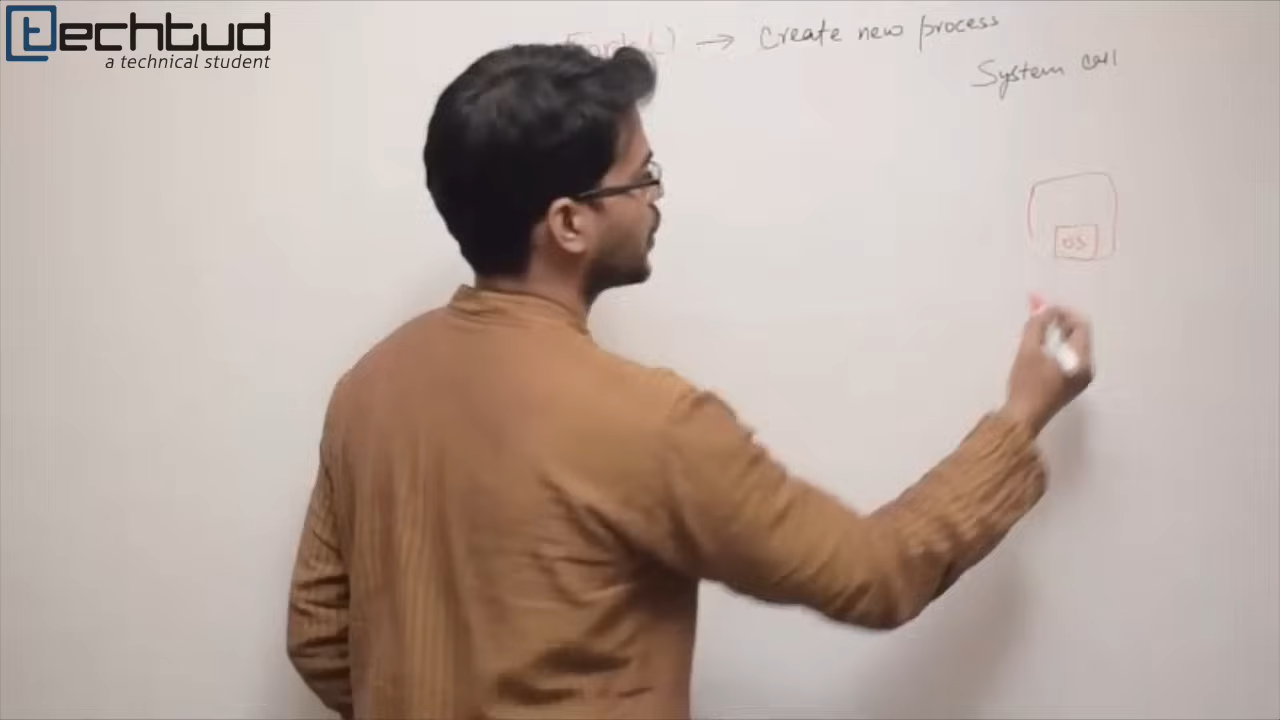 techtud
a technical student
Fork() → Create new process
System call
OS